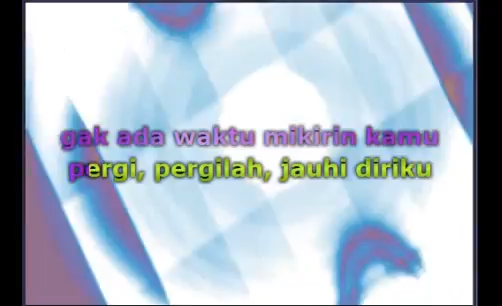 gak ada waktu mikirin kamu
pergi, pergilah, jauhi diriku